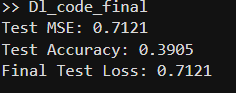 >> Dl_code_final
Test MSE: 0.7121
Test Accuracy: 0.3905
Final Test Loss: 0.7121